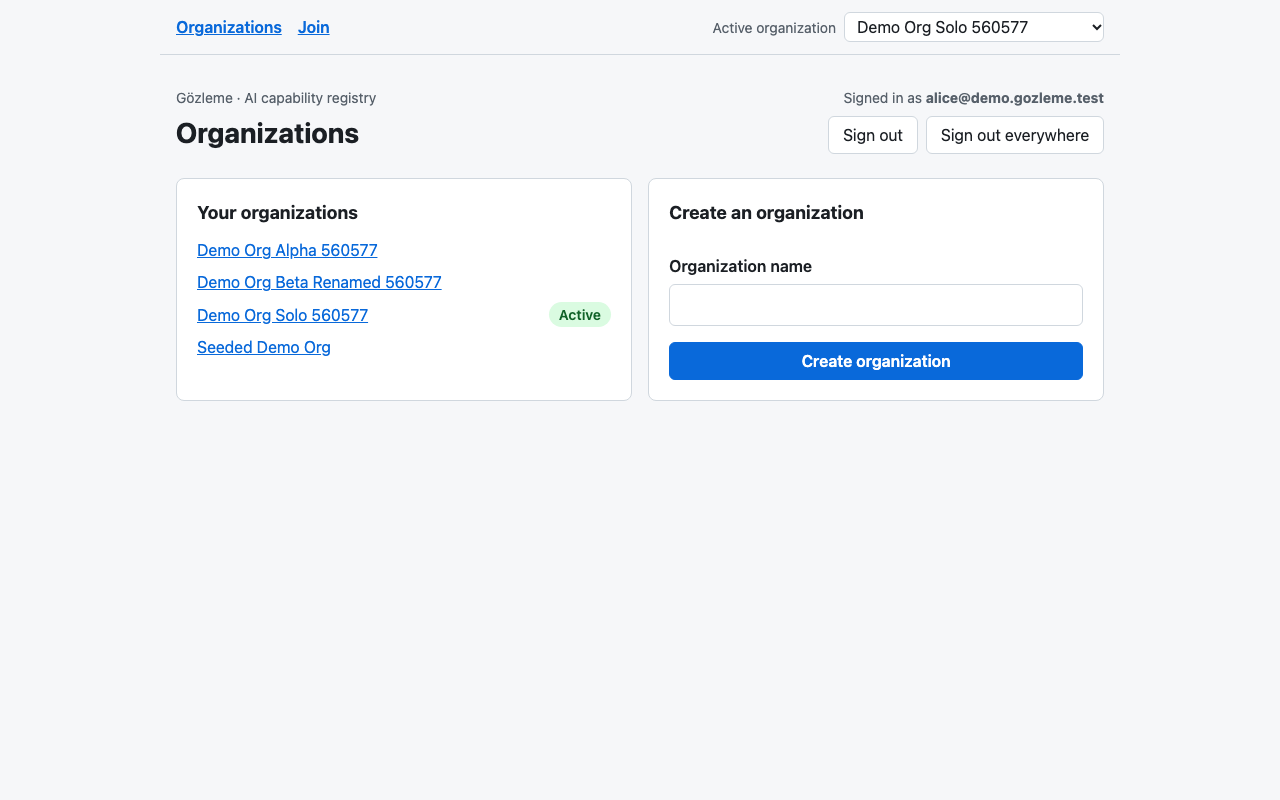 Organizations Join Active organization Demo Org Solo 560577
Gözleme · AI capability registry
Organizations
Signed in as alice@demo.gozleme.test
Sign out Sign out everywhere
Your organizations
Demo Org Alpha 560577
Demo Org Beta Renamed 560577
Demo Org Solo 560577 Active
Seeded Demo Org
Create an organization
Organization name
Create organization